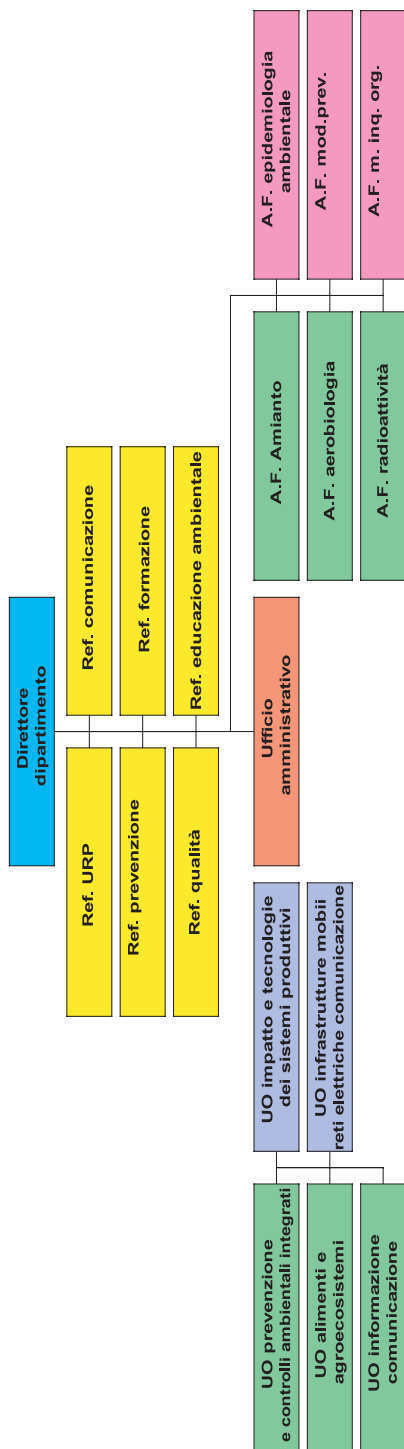 Direttore
dipartimento
Ref. URP
Ref. comunicazione
Ref. prevenzione
Ref. formazione
Ref. qualità
Ref. educazione ambientale
UO prevenzione
e controlli ambientali integrati
UO impatto e tecnologie
dei sistemi produttivi
Ufficio
amministrativo
A.F. Amianto
A.F. epidemiologia
ambientale
UO alimenti e
agroecosistemi
UO infrastrutture mobii
reti elettriche comunicazione
A.F. aerobiologia
A.F. mod.prev.
UO informazione
comunicazione
A.F. radioattività
A.F. m. inq. org.